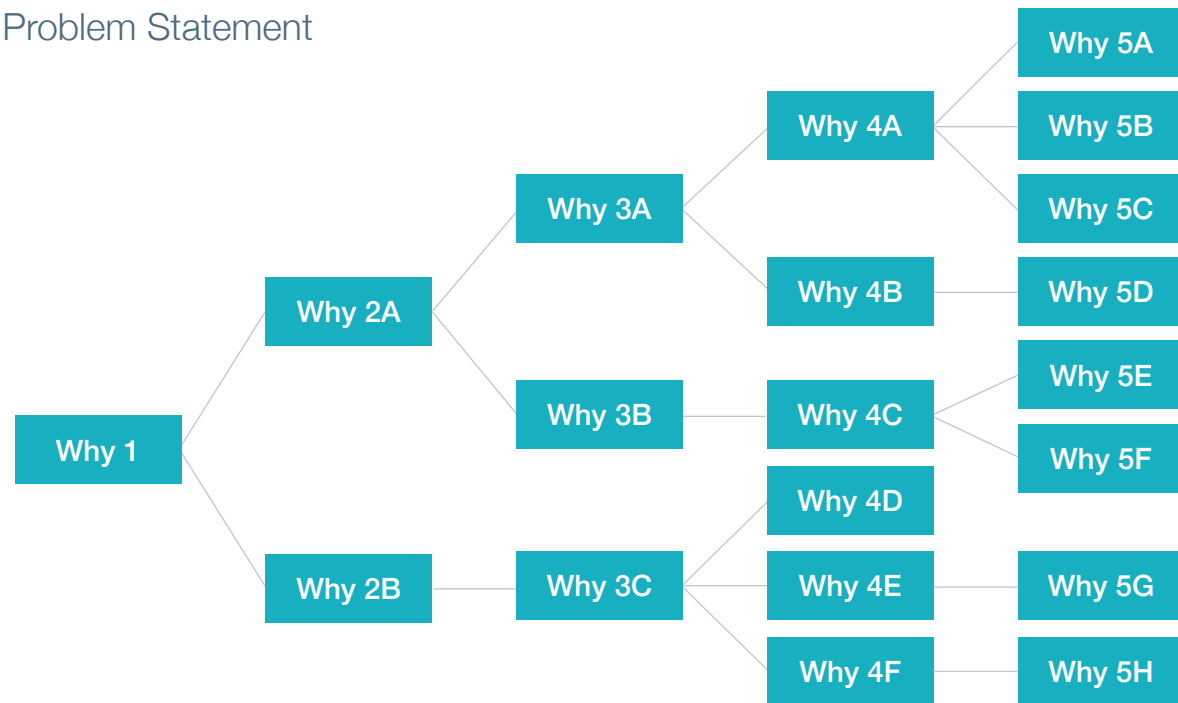 Problem Statement
Why 1
Why 2A
Why 2B
Why 3A
Why 3B
Why 3C
Why 4A
Why 4B
Why 4C
Why 4D
Why 4E
Why 4F
Why 5A
Why 5B
Why 5C
Why 5D
Why 5E
Why 5F
Why 5G
Why 5H